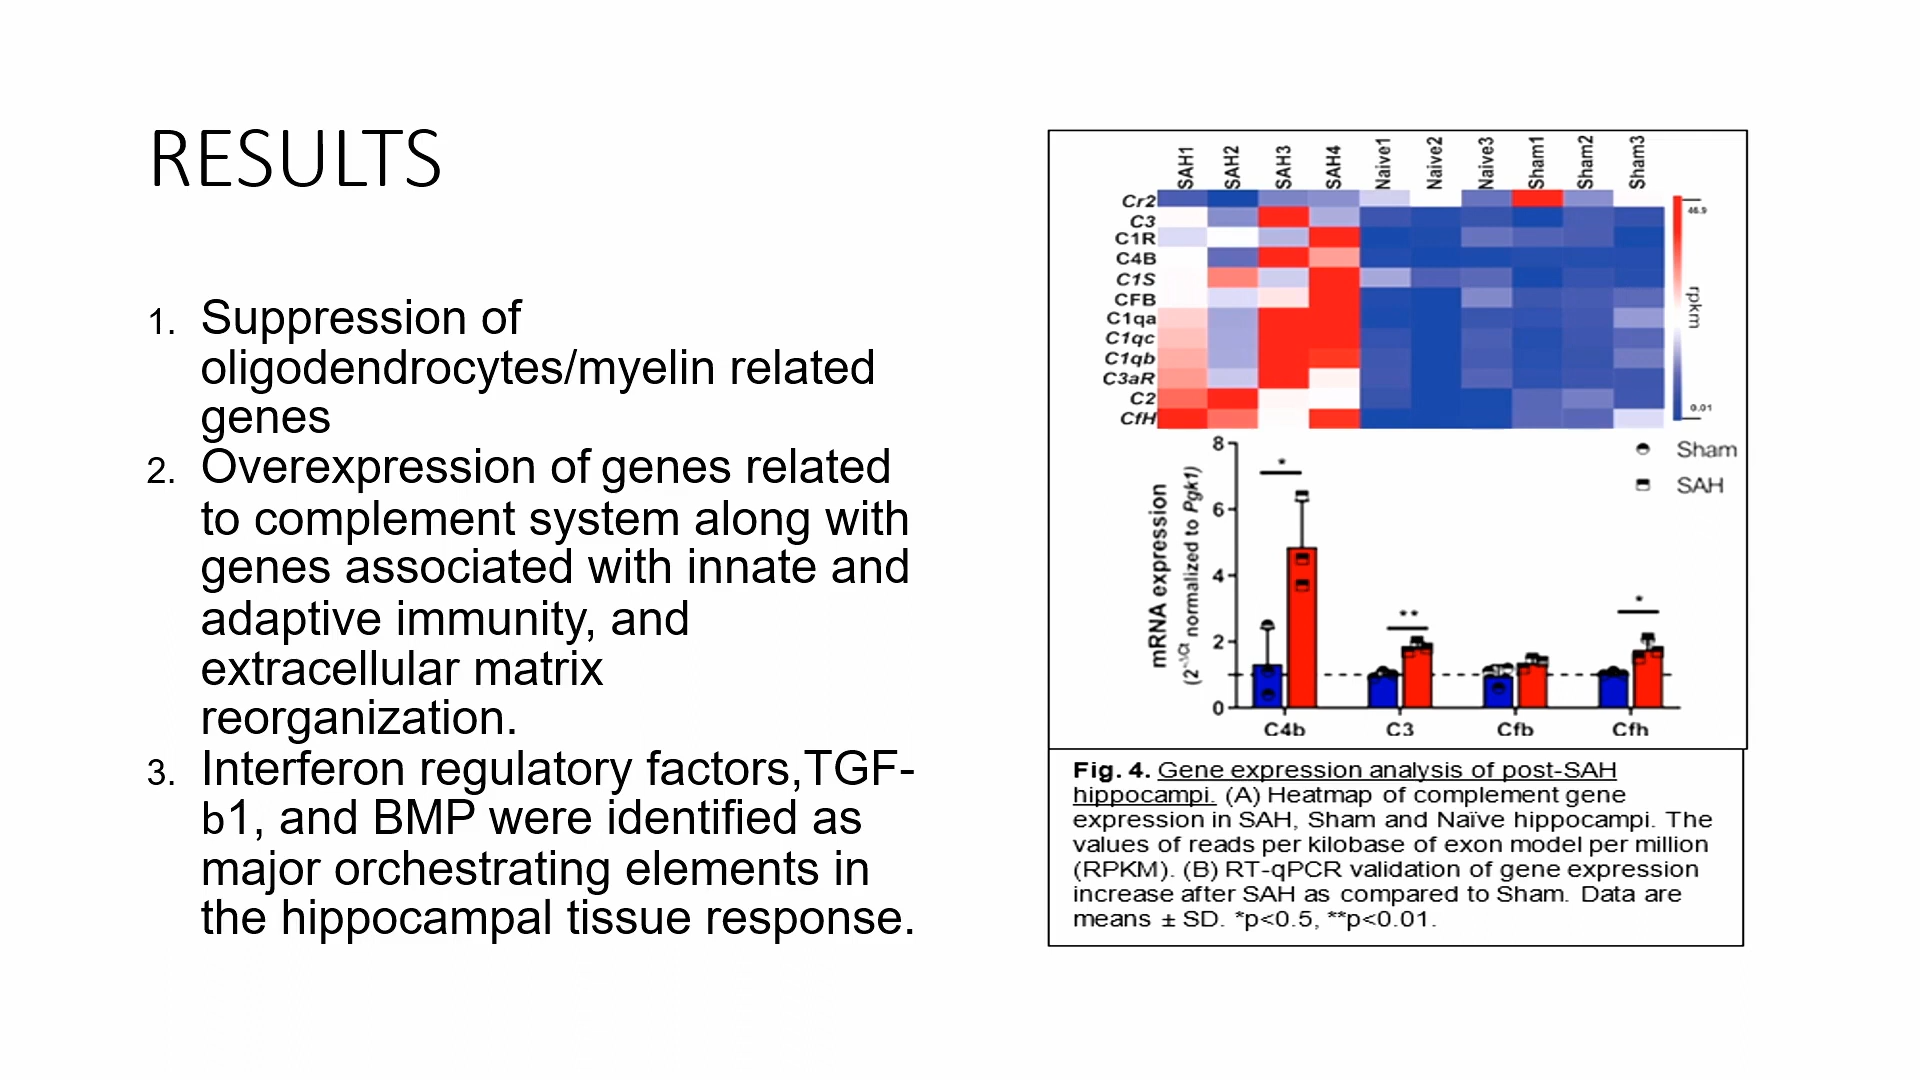 RESULTS
1. Suppression of
oligodendrocytes/myelin related
genes
2. Overexpression of genes related
to complement system along with
genes associated with innate and
adaptive immunity, and
extracellular matrix
reorganization.
3. Interferon regulatory factors,TGF-
b1, and BMP were identified as
major orchestrating elements in
the hippocampal tissue response.
SAH1 SAH2 SAH3 SAH4 Naive1 Naive2 Naive3 Sham1 Sham2 Sham3
Cr2
C3
C1R
C4B
C1S
CFB
C1qa
C1qc
C1qb
C3aR
C2
CfH
46.9
rpkm
0.01
Sham
SAH
mRNA expression
(2^-ΔCt normalized to Pgk1)
8
6
4
2
0
*
**
*
C4b C3 Cfb Cfh
Fig. 4. Gene expression analysis of post-SAH
hippocampi. (A) Heatmap of complement gene
expression in SAH, Sham and Naïve hippocampi. The
values of reads per kilobase of exon model per million
(RPKM). (B) RT-qPCR validation of gene expression
increase after SAH as compared to Sham. Data are
means ± SD. *p<0.5, **p<0.01.